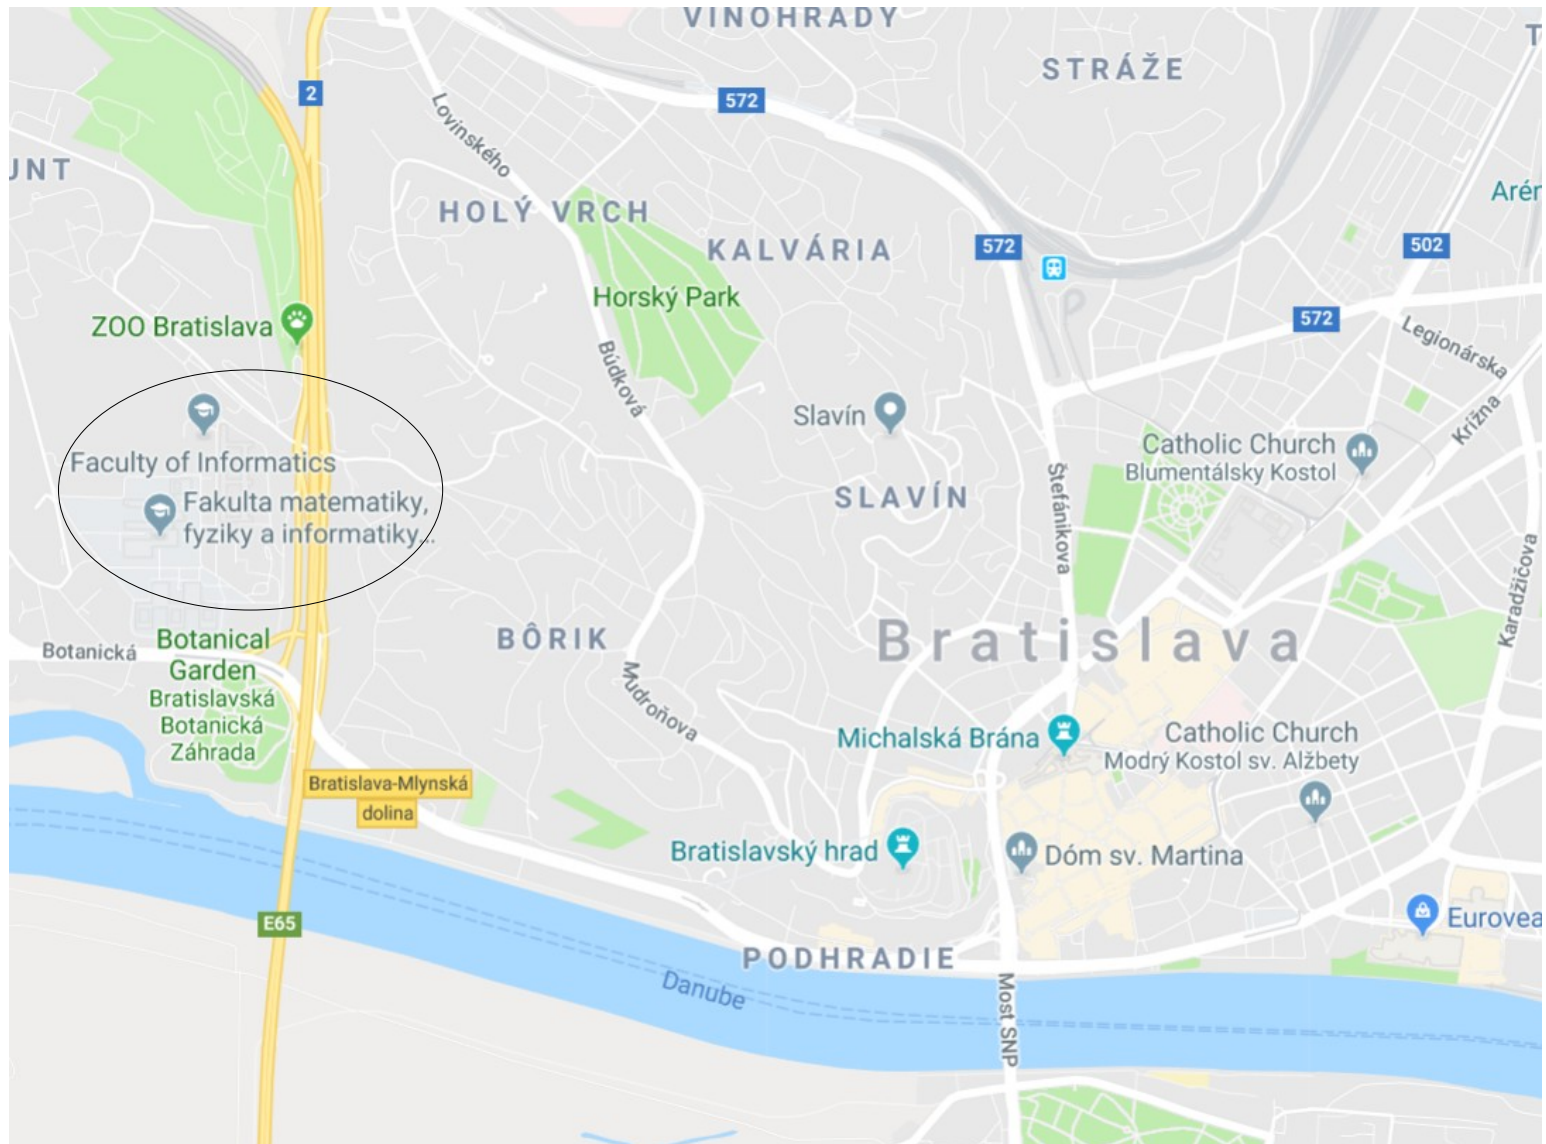 VINOHRADY
STRÁŽE
T
2
572
Lovinského
JNT
Arén
HOLÝ VRCH
KALVÁRIA
572
502
Horský Park
ZOO Bratislava
572
Legionárska
Búdková
Slavín
Krížna
Catholic Church
Blumentálsky Kostol
Faculty of Informatics
Fakulta matematiky,
fyziky a informatiky...
SLAVÍN
Štefánikova
Karadžičova
Botanická
Botanical
Garden
Bratislavská
Botanická
Záhrada
BÔRIK
Bratislava
Mudroňova
Michalská Brána
Catholic Church
Modrý Kostol sv. Alžbety
Bratislava-Mlynská
dolina
Bratislavský hrad
Dóm sv. Martina
E65
Eurovea
PODHRADIE
Danube
Most SNP